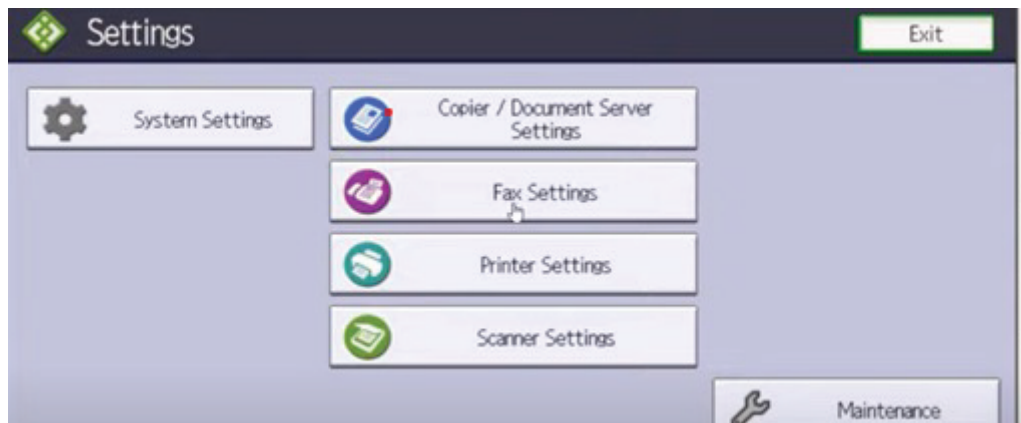 Settings
Exit
System Settings
Copier / Document Server
Settings
Fax Settings
Printer Settings
Scanner Settings
Maintenance